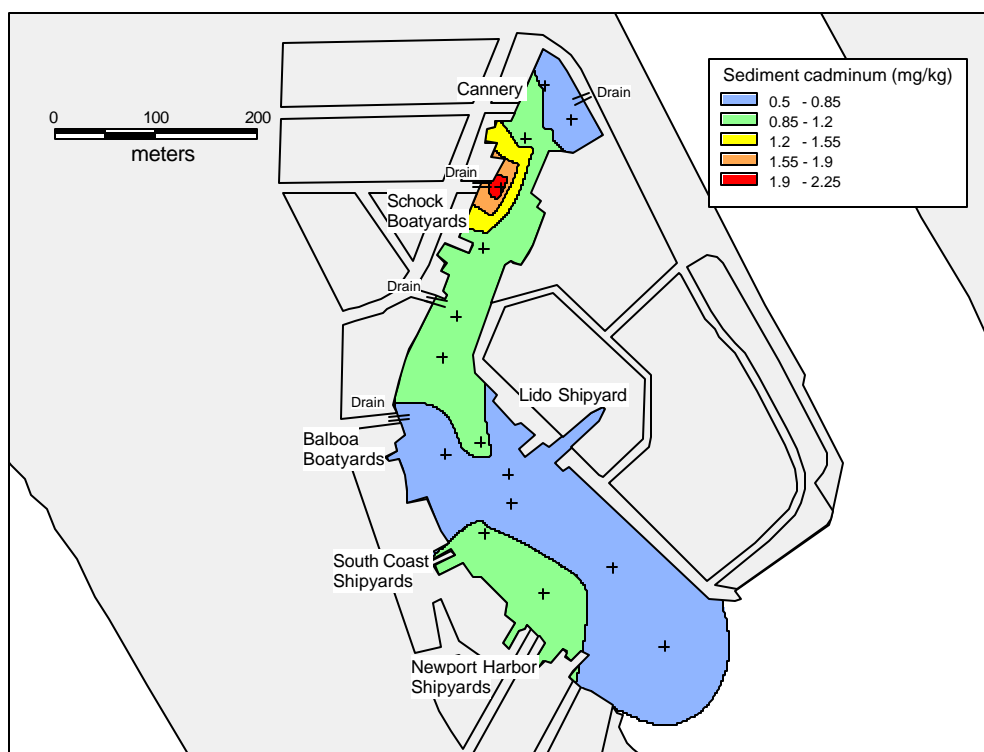 Sediment cadminum (mg/kg)
0.5 - 0.85
0.85 - 1.2
1.2 - 1.55
1.55 - 1.9
1.9 - 2.25
0 100 200
meters
Cannery
Drain
Drain
Schock
Boatyards
Drain
Drain
Lido Shipyard
Balboa
Boatyards
South Coast
Shipyards
Newport Harbor
Shipyards